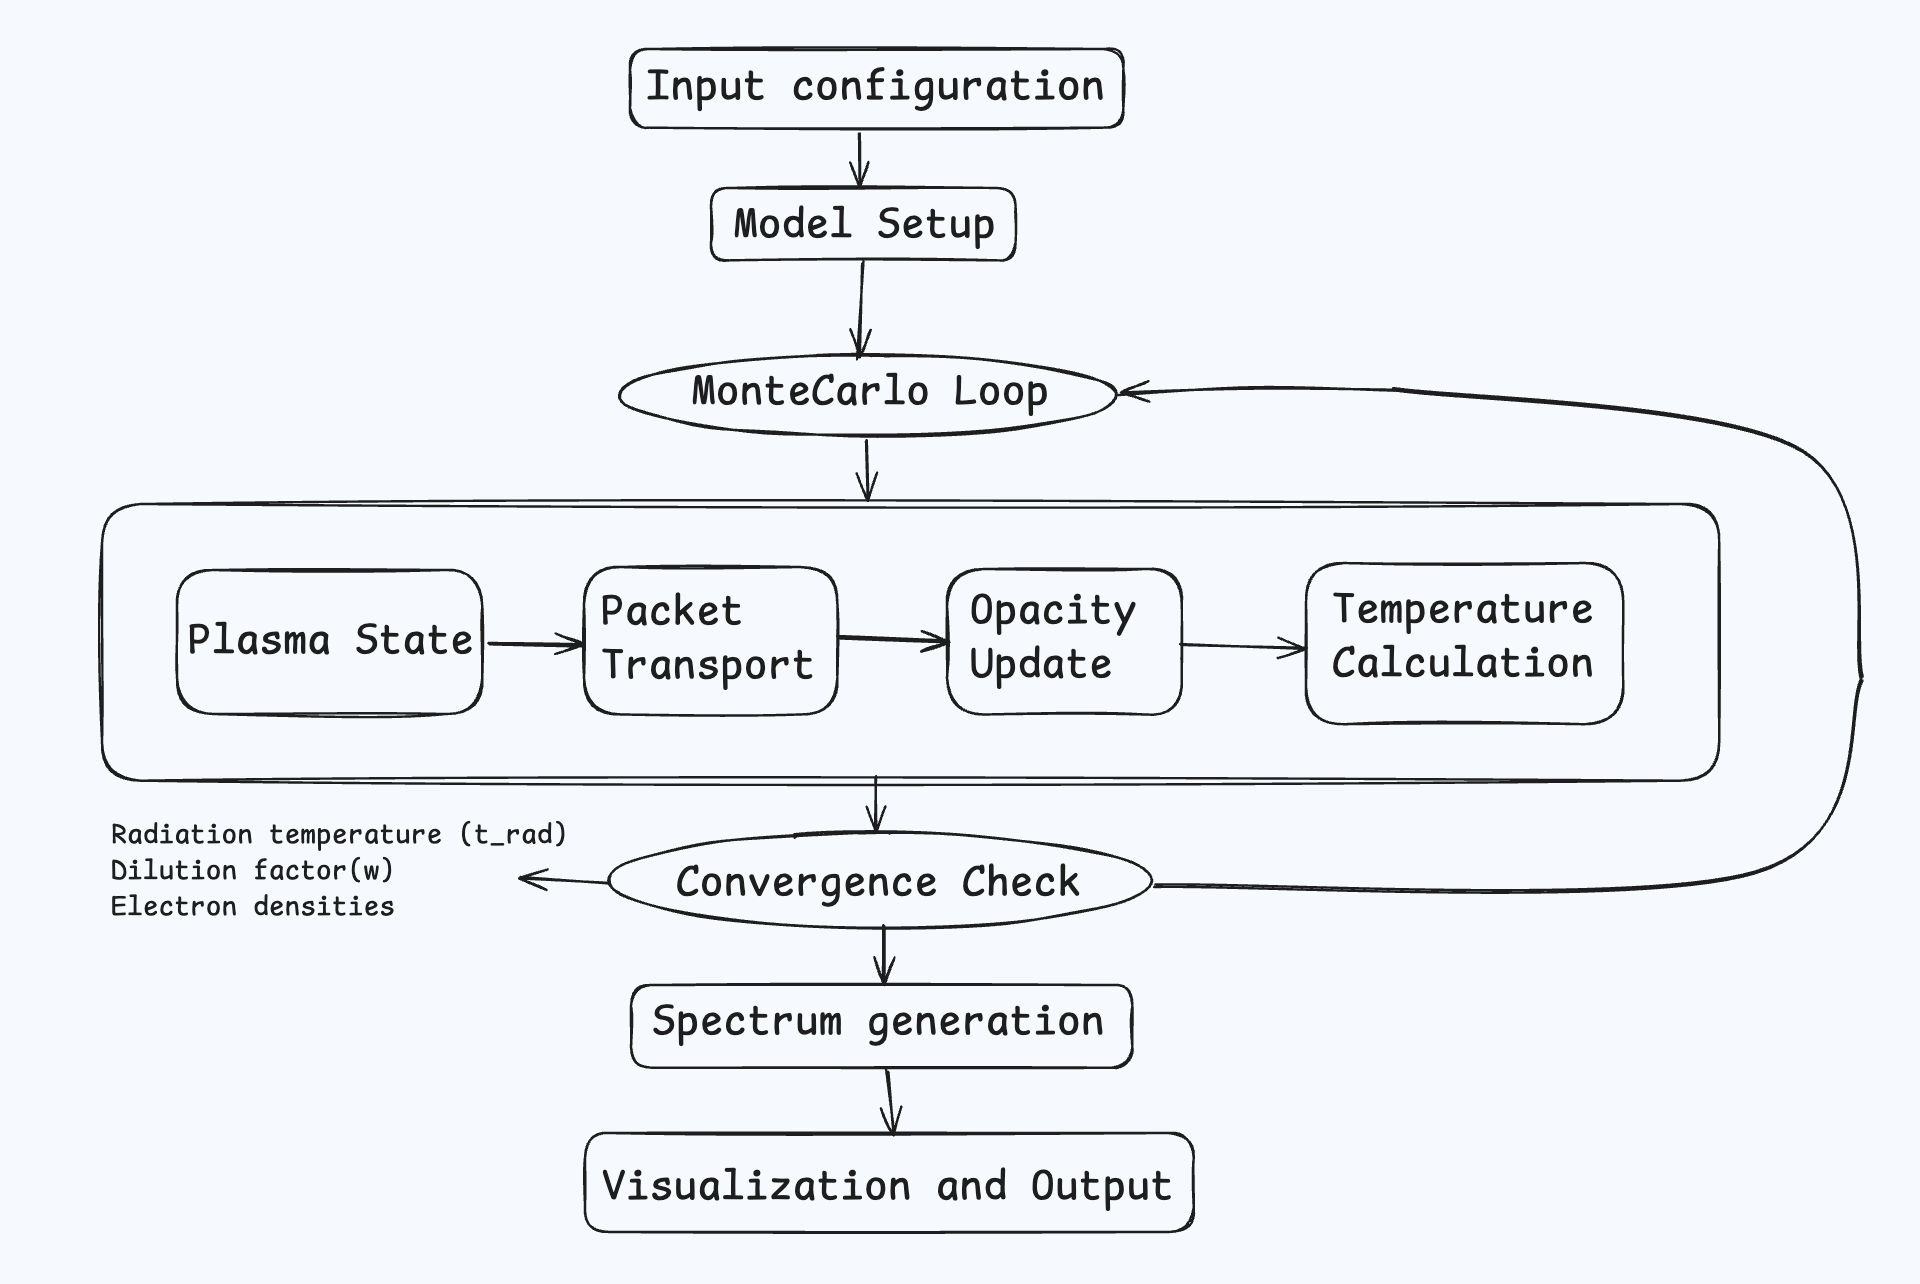 Input configuration
Model Setup
MonteCarlo Loop
Plasma State
Packet
Transport
Opacity
Update
Temperature
Calculation
Radiation temperature (t_rad)
Dilution factor(w)
Electron densities
Convergence Check
Spectrum generation
Visualization and Output